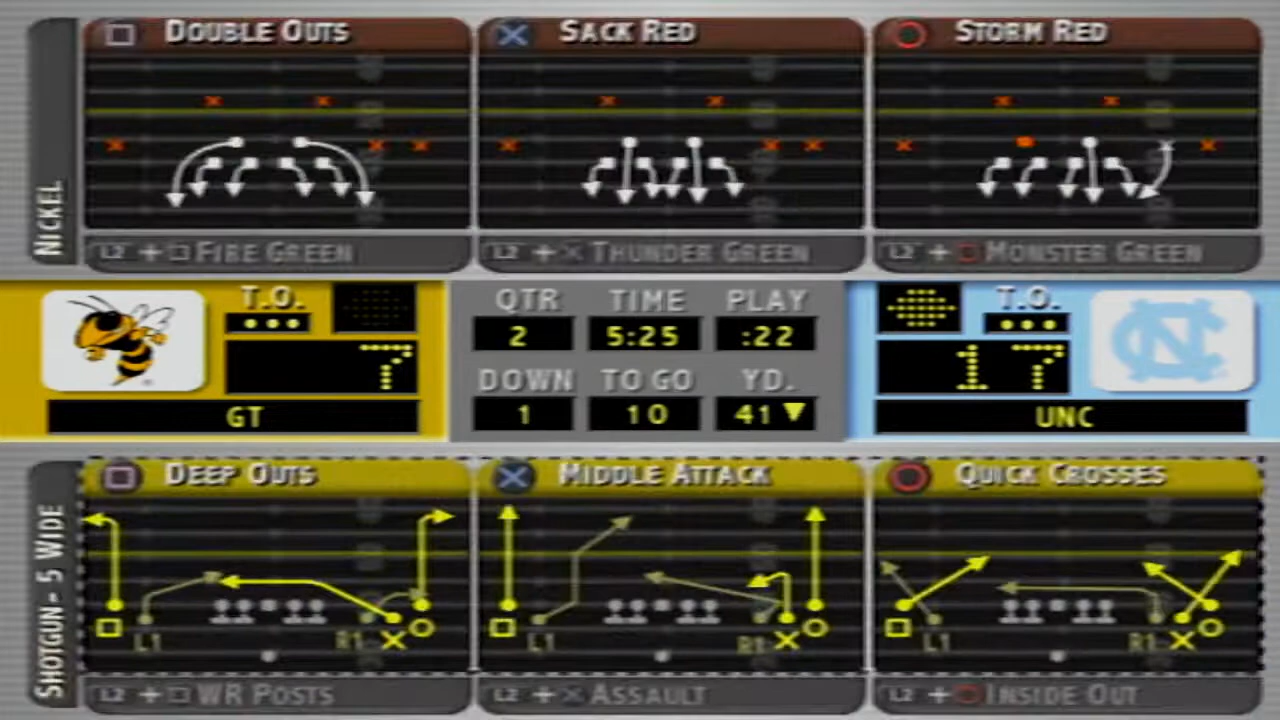 NICKEL
DOUBLE OUTS
SACK RED
STORM RED
L2 + □ FIRE GREEN
L2 + X THUNDER GREEN
L2 + ○ MONSTER GREEN
T.O.
7
GT
QTR TIME PLAY
2 5:25 :22
DOWN TO GO YD.
1 10 41▼
T.O.
17
NC
UNC
SHOTGUN - 5 WIDE
DEEP OUTS
MIDDLE ATTACK
QUICK CROSSES
L1 R1 X
L1 R1 X
L1 R1 X
L2 + □ WR POSTS
L2 + X ASSAULT
L2 + ○ INSIDE OUT